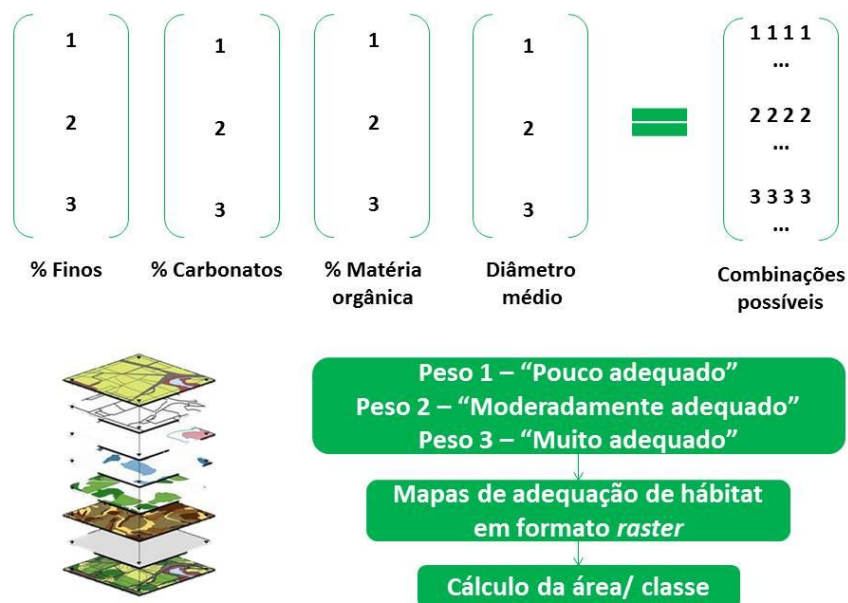 1 1 1 1 1 1 1 1
...
2 2 2 2 2 2 2 2
...
3 3 3 3 3 3 3 3
...
% Finos % Carbonatos % Matéria orgânica Diâmetro médio Combinações possíveis
Peso 1 – “Pouco adequado”
Peso 2 – “Moderadamente adequado”
Peso 3 – “Muito adequado”
Mapas de adequação de hábitat
em formato raster
Cálculo da área/ classe